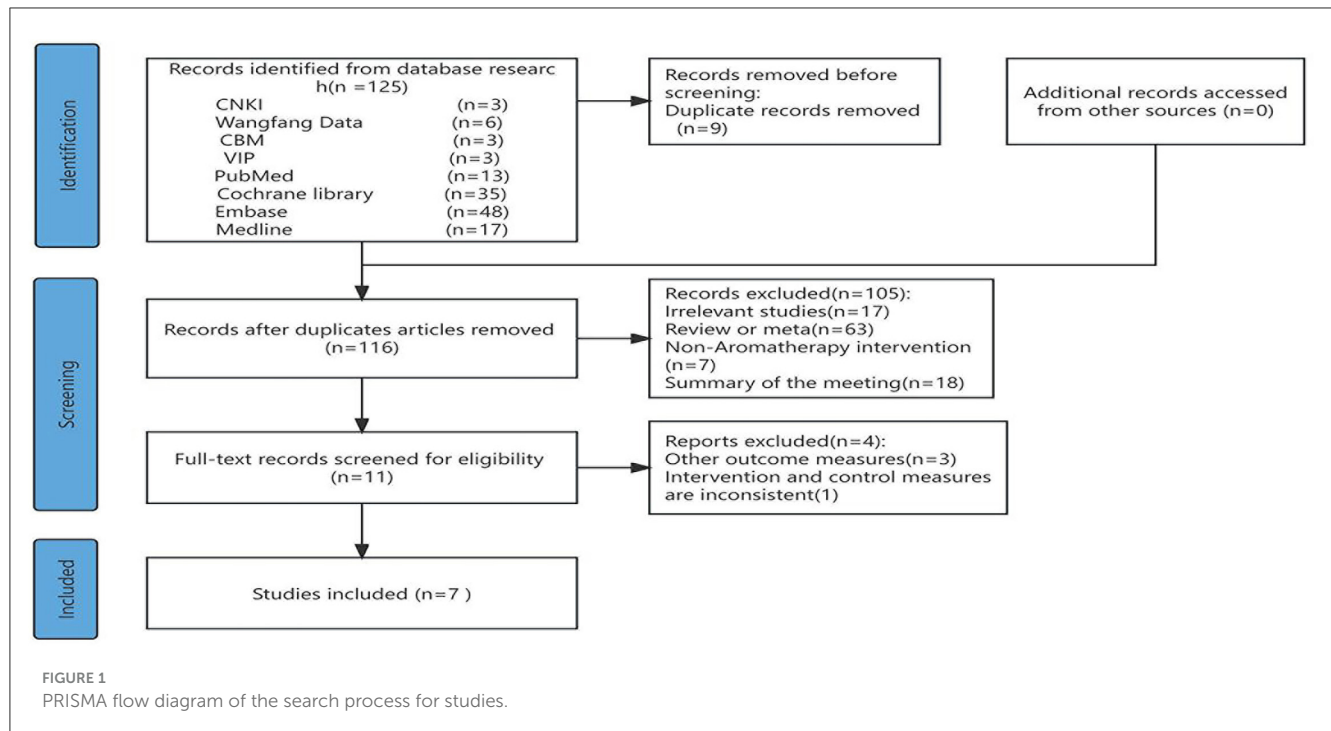 Identification
Records identified from database researc
h(n =125)
CNKI (n=3)
Wangfang Data (n=6)
CBM (n=3)
VIP (n=3)
PubMed (n=13)
Cochrane library (n=35)
Embase (n=48)
Medline (n=17)
Records removed before
screening:
Duplicate records removed
(n=9)
Additional records accessed
from other sources (n=0)
Screening
Records after duplicates articles removed
(n=116)
Records excluded(n=105):
Irrelevant studies(n=17)
Review or meta(n=63)
Non-Aromatherapy intervention
(n=7)
Summary of the meeting(n=18)
Full-text records screened for eligibility
(n=11)
Reports excluded(n=4):
Other outcome measures(n=3)
Intervention and control measures
are inconsistent(1)
Included
Studies included (n=7 )
FIGURE 1
PRISMA flow diagram of the search process for studies.